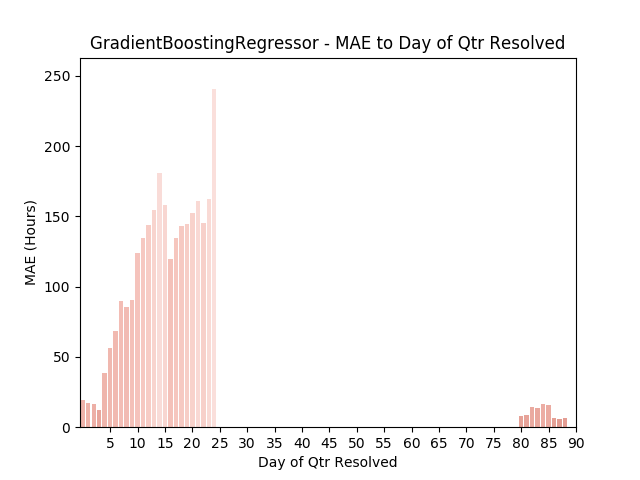 GradientBoostingRegressor - MAE to Day of Qtr Resolved
250
200
150
100
50
0
MAE (Hours)
5 10 15 20 25 30 35 40 45 50 55 60 65 70 75 80 85 90
Day of Qtr Resolved